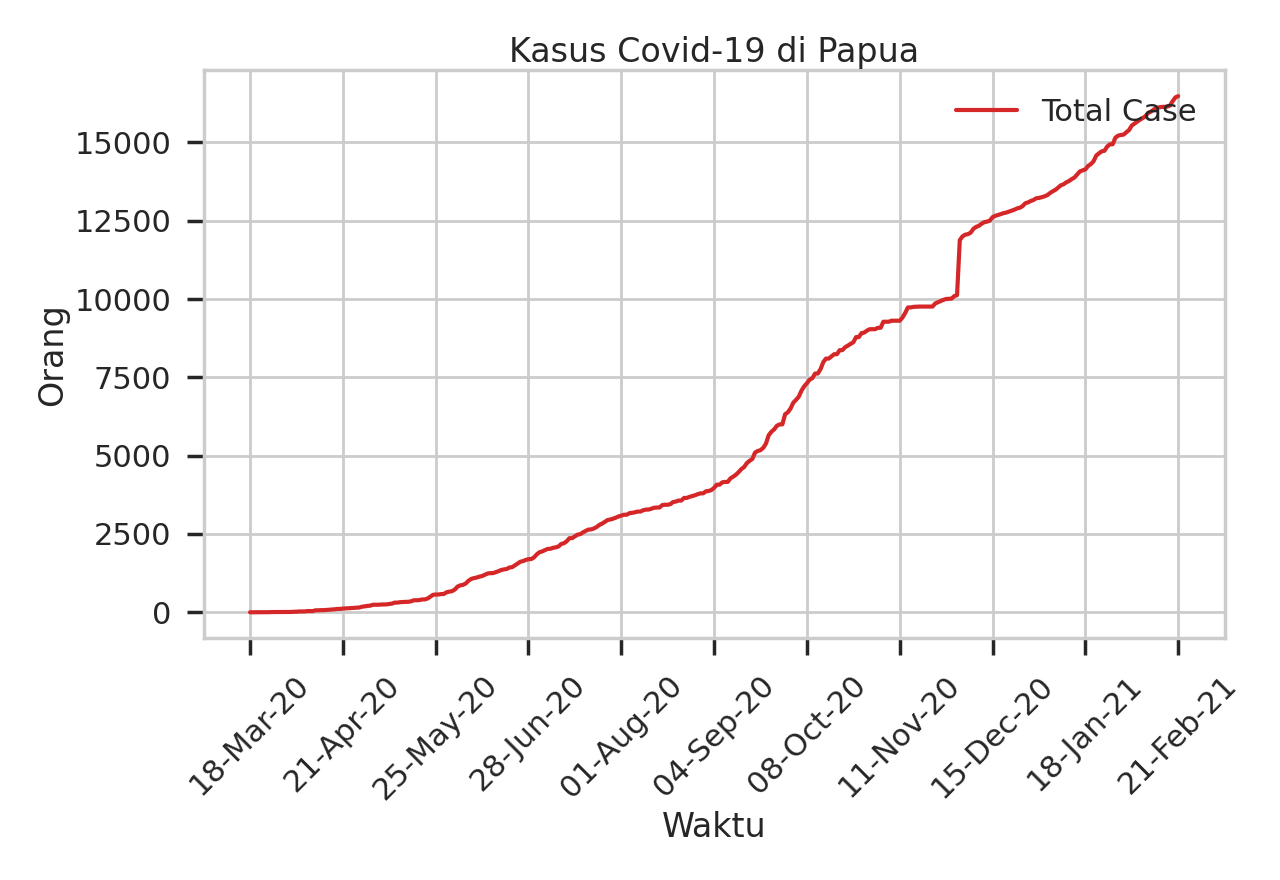 Kasus Covid-19 di Papua
Total Case
Orang
15000
12500
10000
7500
5000
2500
0
18-Mar-20
21-Apr-20
25-May-20
28-Jun-20
01-Aug-20
04-Sep-20
08-Oct-20
11-Nov-20
15-Dec-20
18-Jan-21
21-Feb-21
Waktu